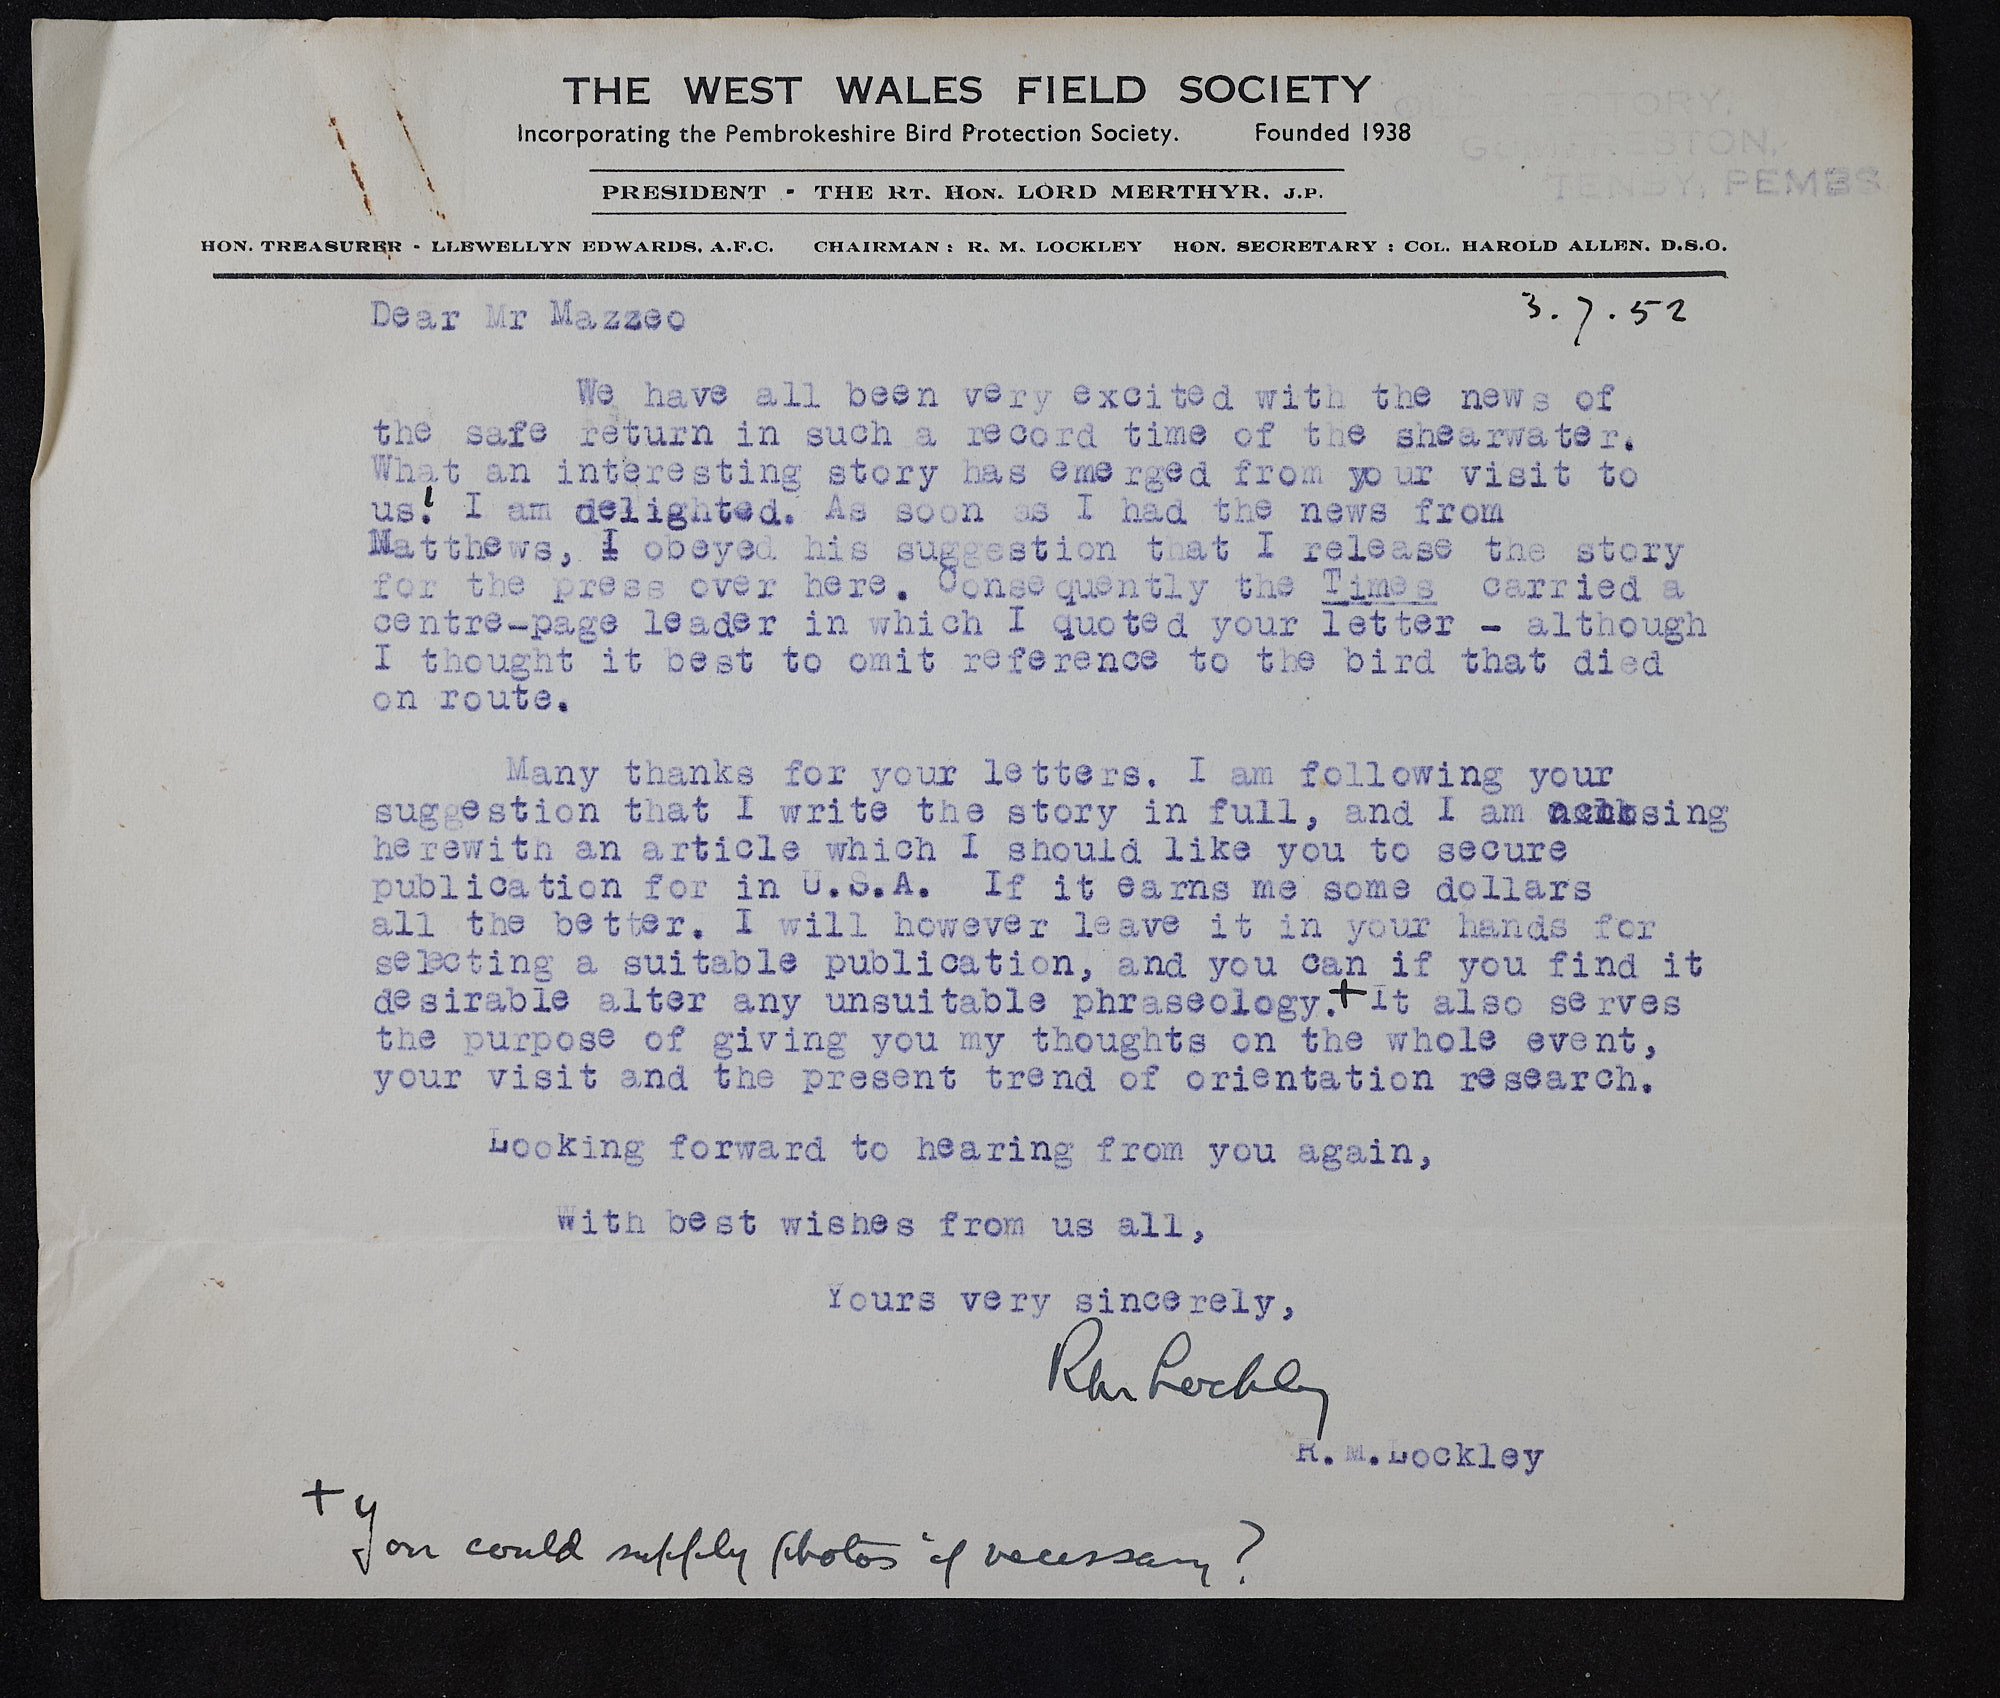 THE WEST WALES FIELD SOCIETY
Incorporating the Pembrokeshire Bird Protection Society. Founded 1938
TORY,
GUMFRESTON,
TENBY, PEMBS
PRESIDENT - THE RT. HON. LORD MERTHYR. J.P.
HON. TREASURER - LLEWELLYN EDWARDS, A.F.C. CHAIRMAN : R. M. LOCKLEY HON. SECRETARY : COL. HAROLD ALLEN. D.S.O.
Dear Mr Mazzeo 3.7.52
We have all been very excited with the news of
the safe return in such a record time of the shearwater.
What an interesting story has emerged from your visit to
us! I am delighted. As soon as I had the news from
Matthews, I obeyed his suggestion that I release the story
for the press over here. Consequently the Times carried a
centre-page leader in which I quoted your letter - although
I thought it best to omit reference to the bird that died
on route.
Many thanks for your letters. I am following your
suggestion that I write the story in full, and I am
herewith an article which I should like you to secure
publication for in U.S.A. If it earns me some dollars
all the better. I will however leave it in your hands for
selecting a suitable publication, and you can if you find it
desirable alter any unsuitable phraseology.+ It also serves
the purpose of giving you my thoughts on the whole event,
your visit and the present trend of orientation research.
Looking forward to hearing from you again,
With best wishes from us all,
Yours very sincerely,
RM Lockley
R.M.Lockley
+ You could supply photos if necessary?